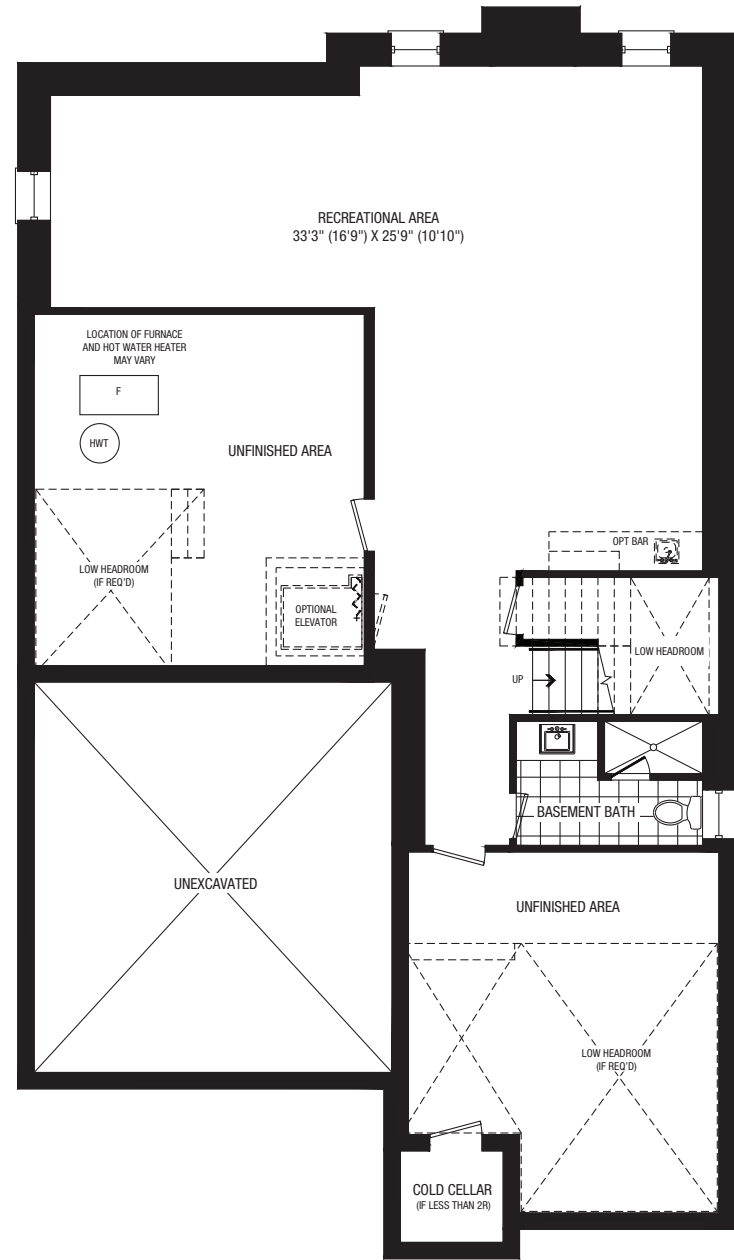 RECREATIONAL AREA
33'3" (16'9") X 25'9" (10'10")
LOCATION OF FURNACE
AND HOT WATER HEATER
MAY VARY
F
HWT
UNFINISHED AREA
LOW HEADROOM
(IF REQ'D)
OPTIONAL
ELEVATOR
OPT BAR
LOW HEADROOM
UP
BASEMENT BATH
UNEXCAVATED
UNFINISHED AREA
LOW HEADROOM
(IF REQ'D)
COLD CELLAR
(IF LESS THAN 2R)